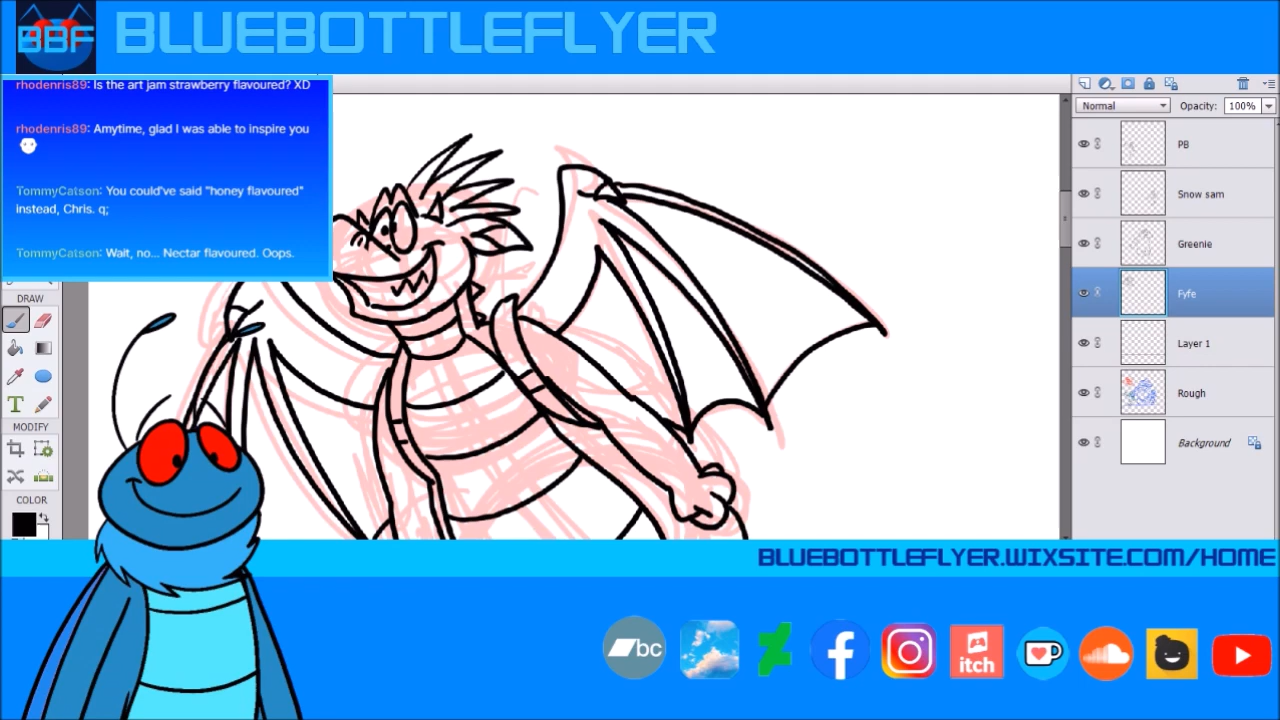 BBF
BLUEBOTTLEFLYER
rhodenris89: Is the art jam strawberry flavoured? XD
rhodenris89: Amytime, glad I was able to inspire you
TommyCatson: You could've said "honey flavoured"
instead, Chris. q;
TommyCatson: Wait, no... Nectar flavoured. Oops.
Normal
Opacity: 100%
PB
Snow sam
Greenie
Fyfe
Layer 1
Rough
Background
DRAW
T
MODIFY
COLOR
BLUEBOTTLEFLYER.WIXSITE.COM/HOME
bc
itch